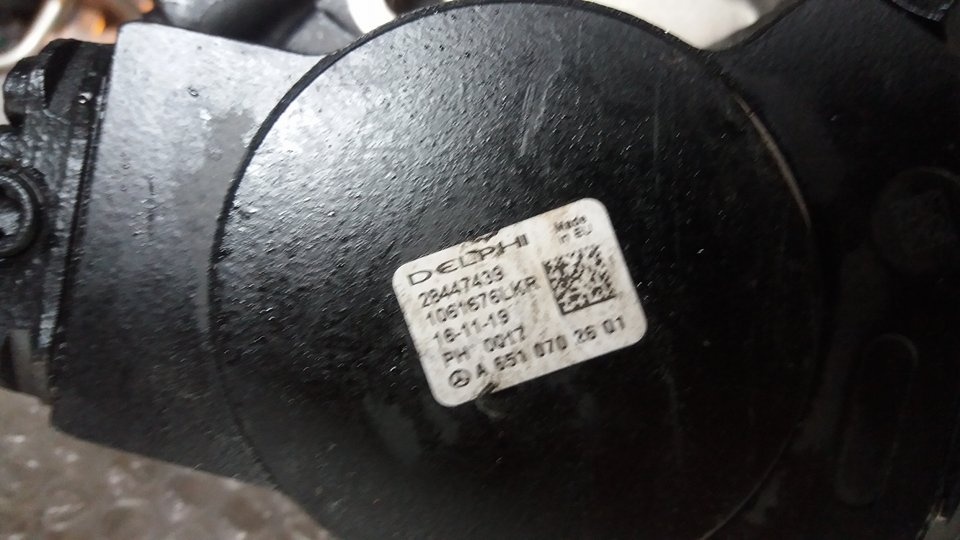 DELPHI
Made
in EU
28447439
1061676LKR
16-11-19
PH 0017
A 651 070 26 01